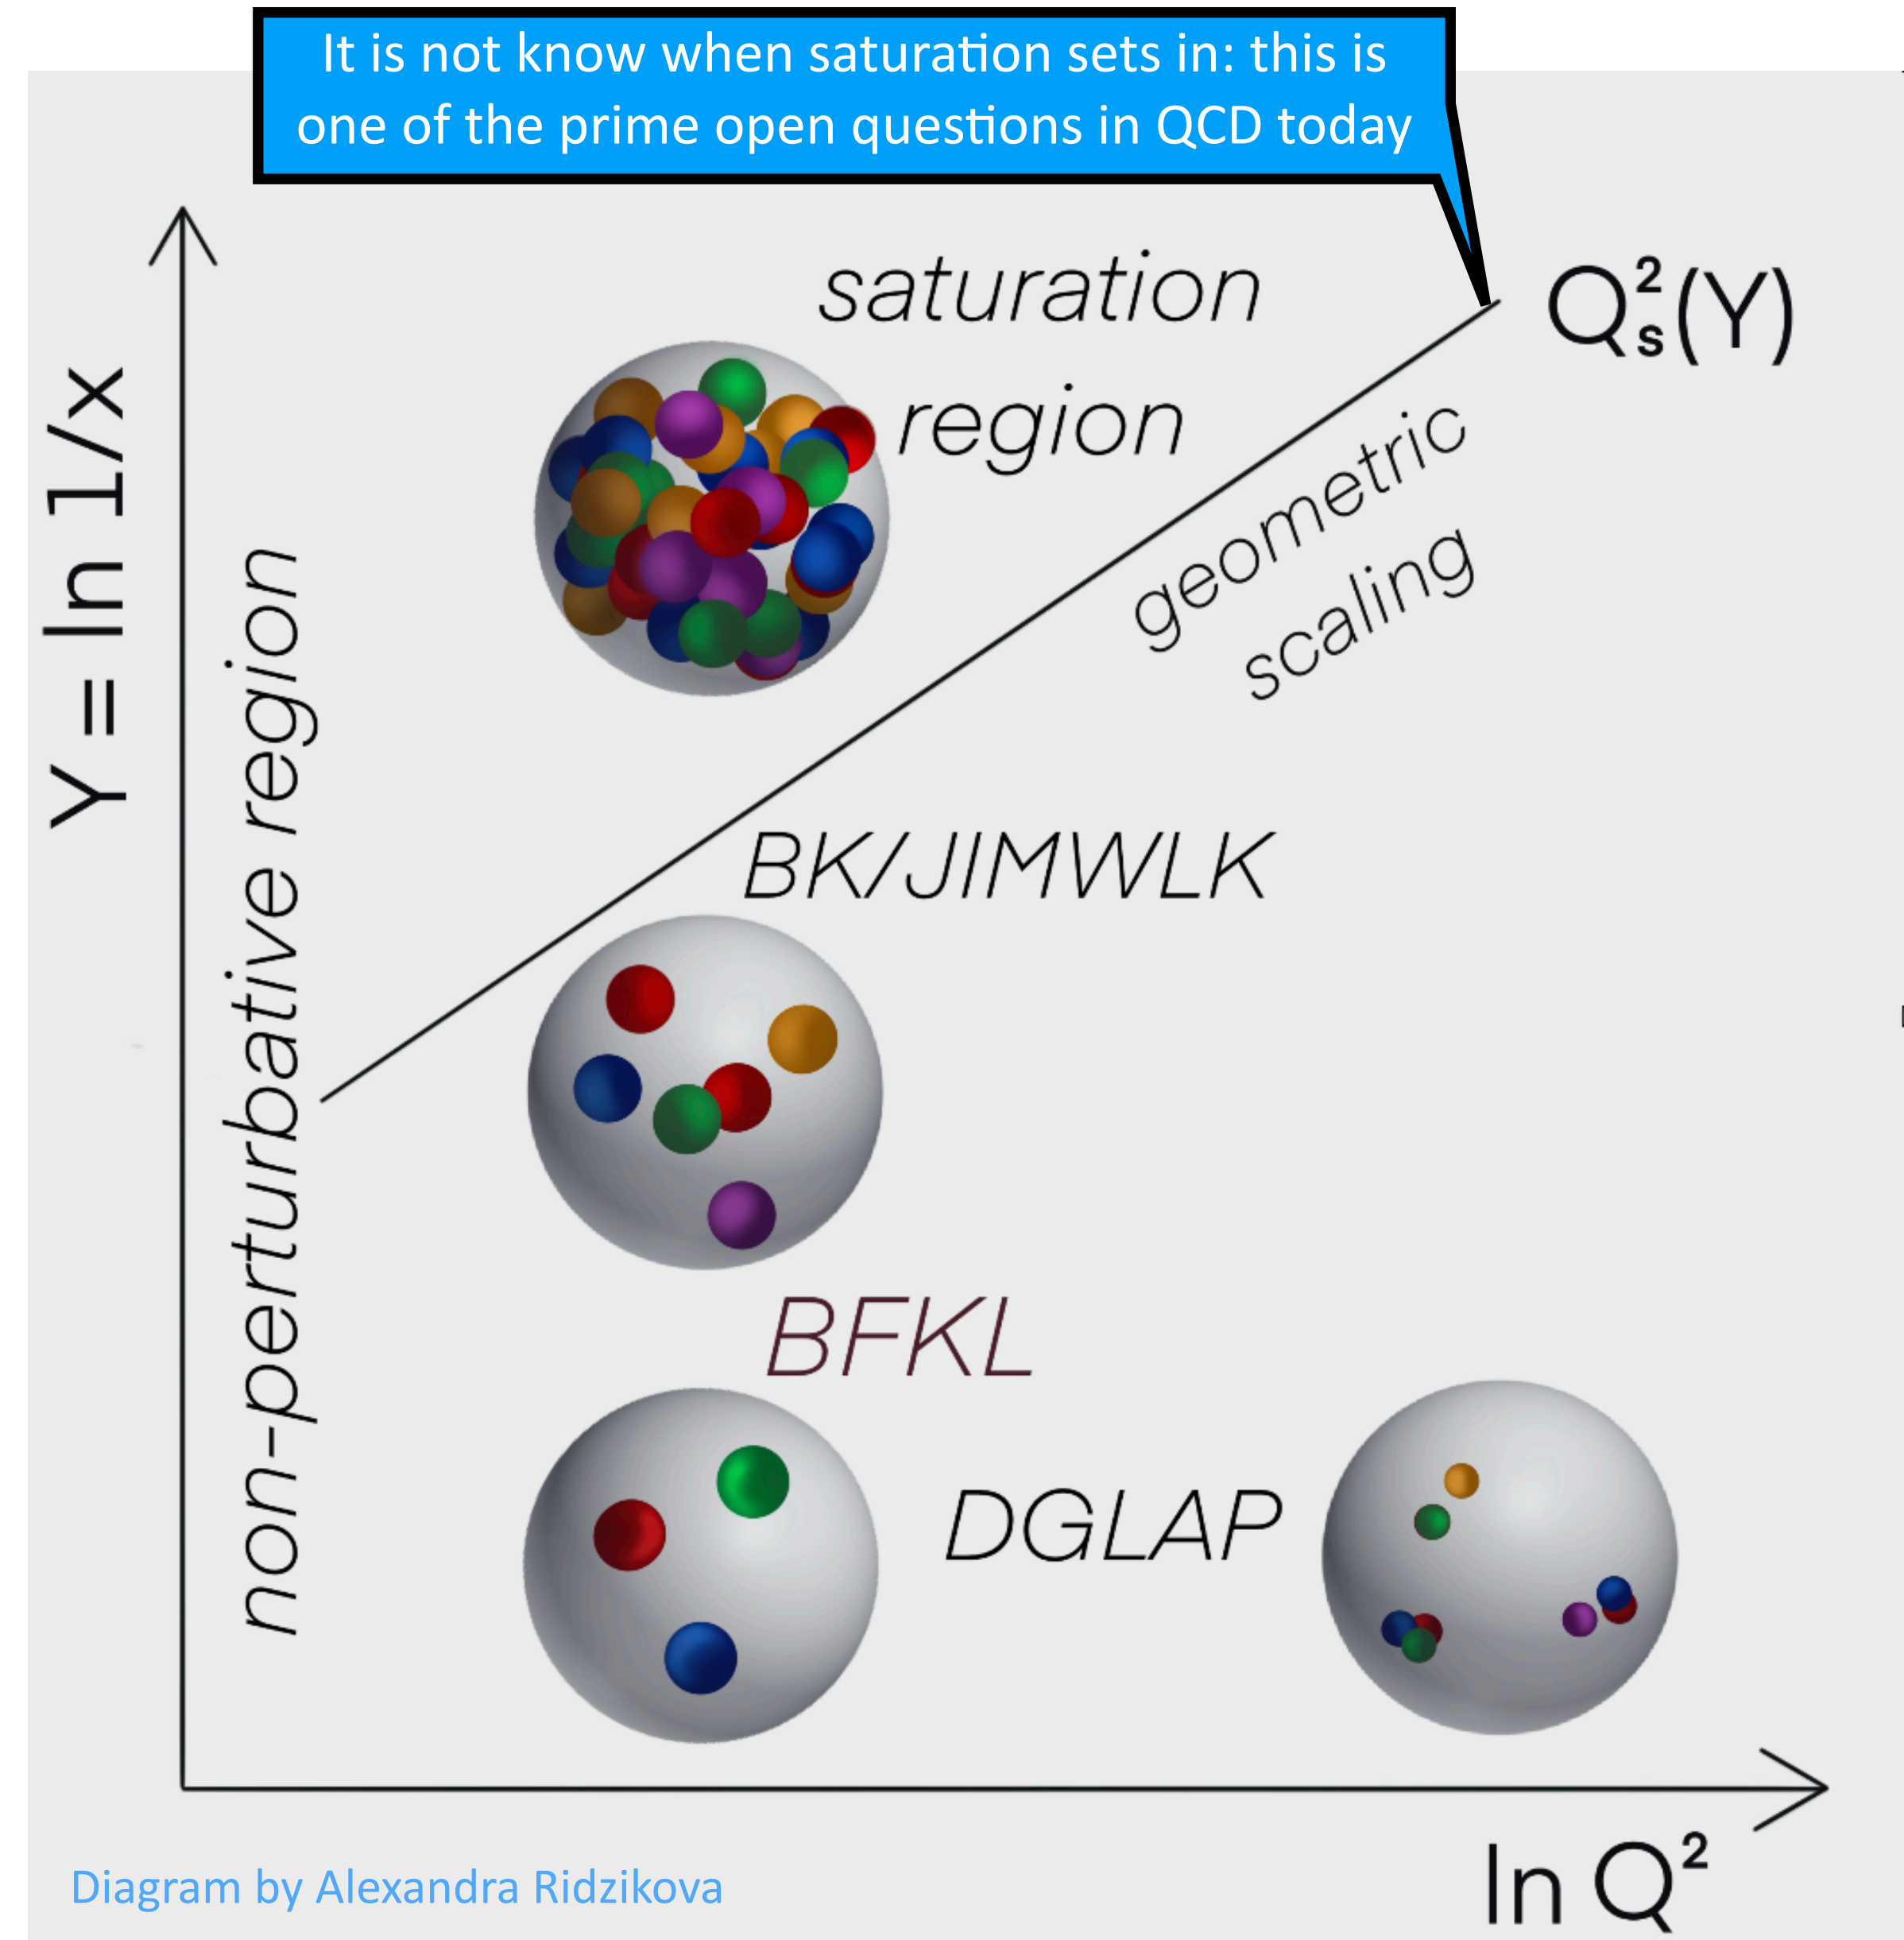 It is not know when saturation sets in: this is
one of the prime open questions in QCD today
saturation
region
Q²ₛ(Y)
geometric
scaling
Y = ln 1/x
non-perturbative region
BK/JIMWLK
BFKL
DGLAP
ln Q²
Diagram by Alexandra Ridzikova